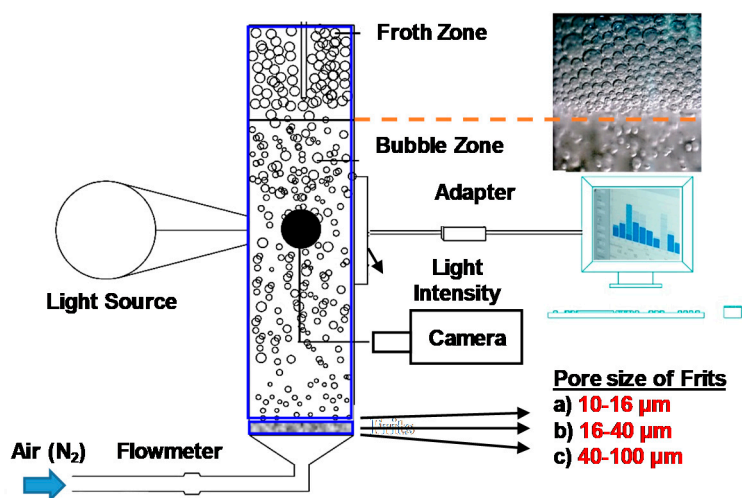 Froth Zone
Bubble Zone
Adapter
Light Source
Light
Intensity
Camera
Pore size of Frits
a) 10-16 µm
b) 16-40 µm
c) 40-100 µm
Air (N₂)
Flowmeter